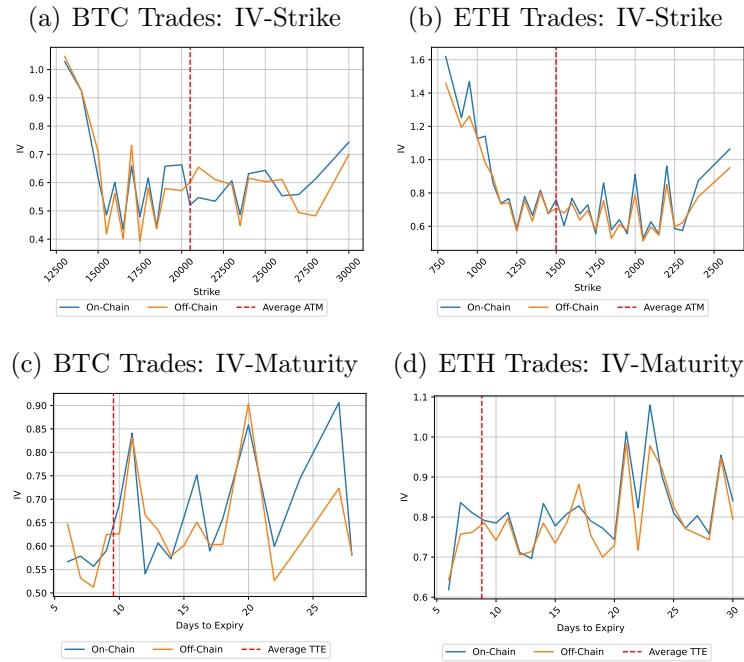 (a) BTC Trades: IV-Strike
1.0
0.9
0.8
0.7
0.6
0.5
0.4
IV
12500
15000
17500
20000
22500
25000
27500
30000
Strike
On-Chain Off-Chain Average ATM
(b) ETH Trades: IV-Strike
1.6
1.4
1.2
1.0
0.8
0.6
IV
750
1000
1250
1500
1750
2000
2250
2500
Strike
On-Chain Off-Chain Average ATM
(c) BTC Trades: IV-Maturity
0.90
0.85
0.80
0.75
0.70
0.65
0.60
0.55
0.50
IV
5 10 15 20 25
Days to Expiry
On-Chain Off-Chain Average TTE
(d) ETH Trades: IV-Maturity
1.1
1.0
0.9
0.8
0.7
0.6
IV
5 10 15 20 25 30
Days to Expiry
On-Chain Off-Chain Average TTE